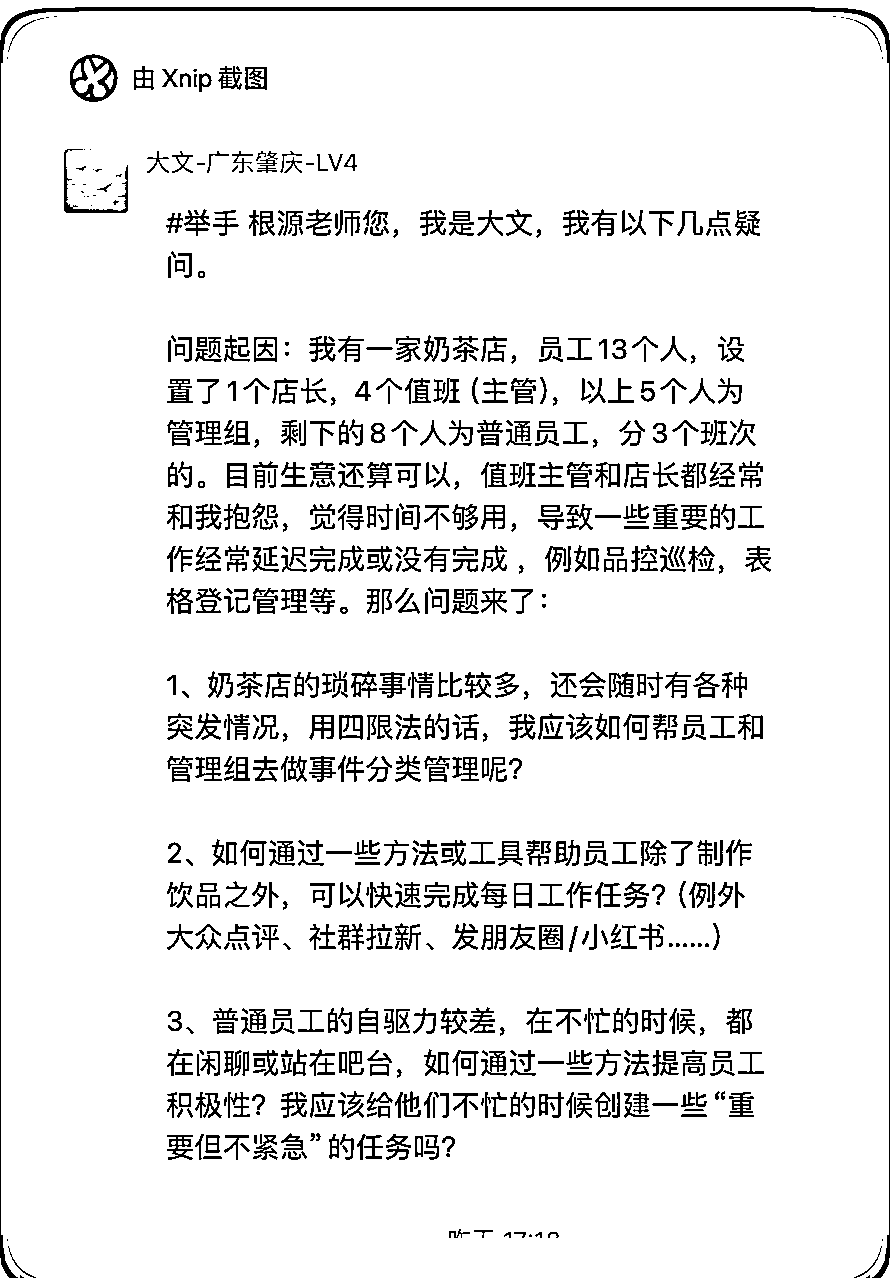 由 Xnip 截图
大文-广东肇庆-LV4
#举手 根源老师您，我是大文，我有以下几点疑
问。
问题起因：我有一家奶茶店，员工13个人，设
置了1个店长，4个值班（主管），以上5个人为
管理组，剩下的8个人为普通员工，分3个班次
的。目前生意还算可以，值班主管和店长都经常
和我抱怨，觉得时间不够用，导致一些重要的工
作经常延迟完成或没有完成 ，例如品控巡检，表
格登记管理等。那么问题来了：
1、奶茶店的琐碎事情比较多，还会随时有各种
突发情况，用四限法的话，我应该如何帮员工和
管理组去做事件分类管理呢？
2、如何通过一些方法或工具帮助员工除了制作
饮品之外，可以快速完成每日工作任务？（例外
大众点评、社群拉新、发朋友圈/小红书......）
3、普通员工的自驱力较差，在不忙的时候，都
在闲聊或站在吧台，如何通过一些方法提高员工
积极性？我应该给他们不忙的时候创建一些“重
要但不紧急”的任务吗？